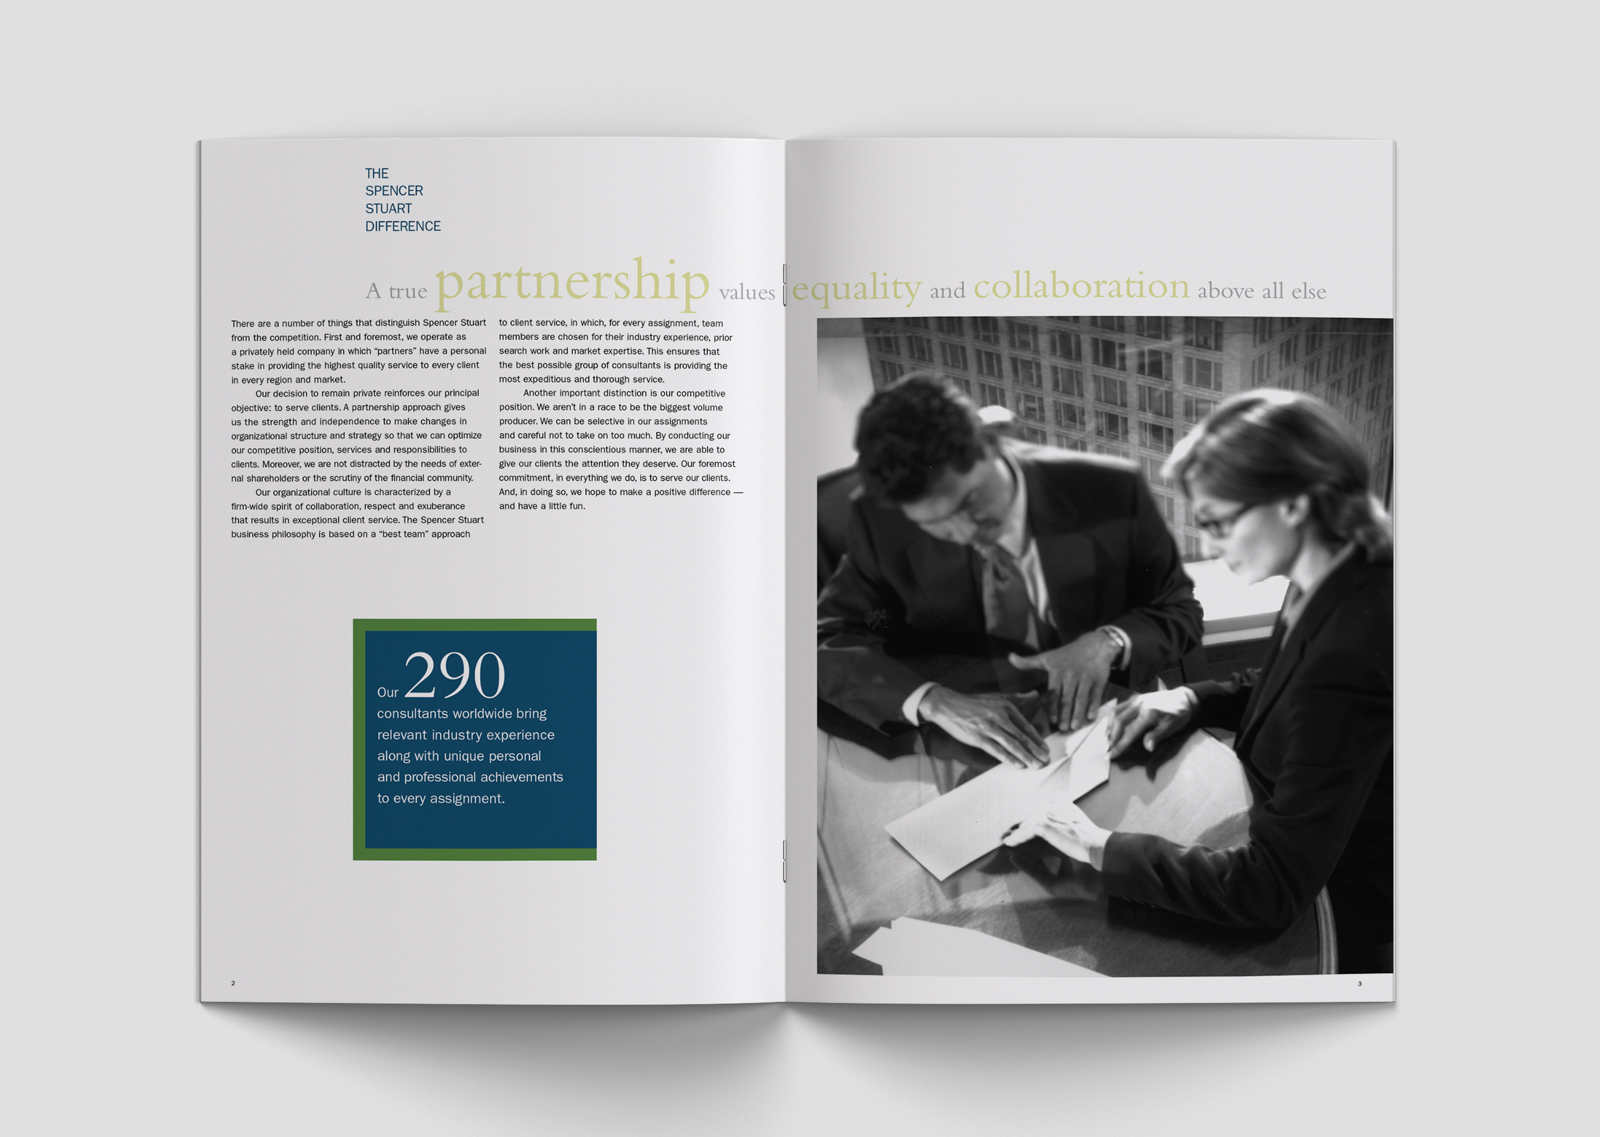 THE
SPENCER
STUART
DIFFERENCE
A true partnership values equality and collaboration above all else
There are a number of things that distinguish Spencer Stuart
from the competition. First and foremost, we operate as
a privately held company in which “partners” have a personal
stake in providing the highest quality service to every client
in every region and market.
Our decision to remain private reinforces our principal
objective: to serve clients. A partnership approach gives
us the strength and independence to make changes in
organizational structure and strategy so that we can optimize
our competitive position, services and responsibilities to
clients. Moreover, we are not distracted by the needs of exter-
nal shareholders or the scrutiny of the financial community.
Our organizational culture is characterized by a
firm-wide spirit of collaboration, respect and exuberance
that results in exceptional client service. The Spencer Stuart
business philosophy is based on a “best team” approach
to client service, in which, for every assignment, team
members are chosen for their industry experience, prior
search work and market expertise. This ensures that
the best possible group of consultants is providing the
most expeditious and thorough service.
Another important distinction is our competitive
position. We aren’t in a race to be the biggest volume
producer. We can be selective in our assignments
and careful not to take on too much. By conducting our
business in this conscientious manner, we are able to
give our clients the attention they deserve. Our foremost
commitment, in everything we do, is to serve our clients.
And, in doing so, we hope to make a positive difference —
and have a little fun.
Our 290
consultants worldwide bring
relevant industry experience
along with unique personal
and professional achievements
to every assignment.
2
3